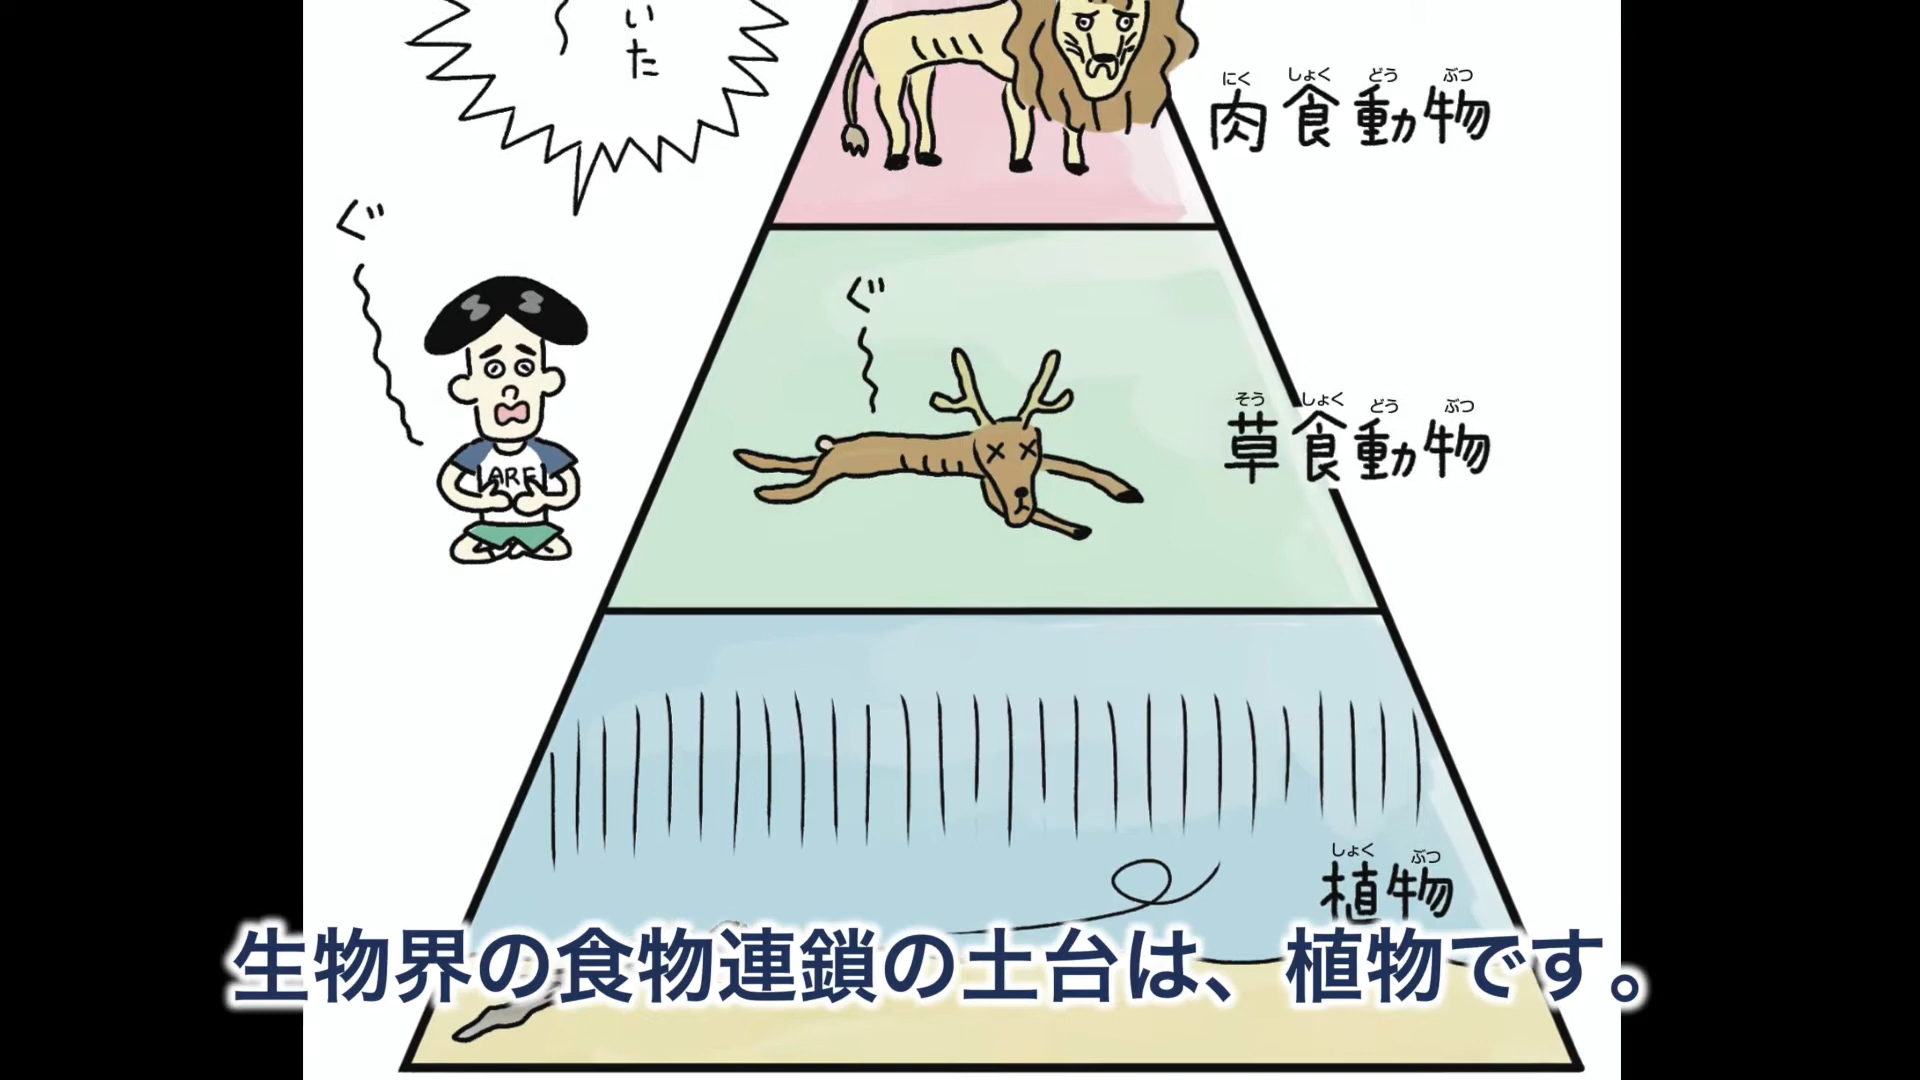 いた
〜
ぐ
ぐ
ARE
にく しょく どう ぶつ
肉食動物
そう しょく どう ぶつ
草食動物
しょく ぶつ
植物
生物界の食物連鎖の土台は、植物です。